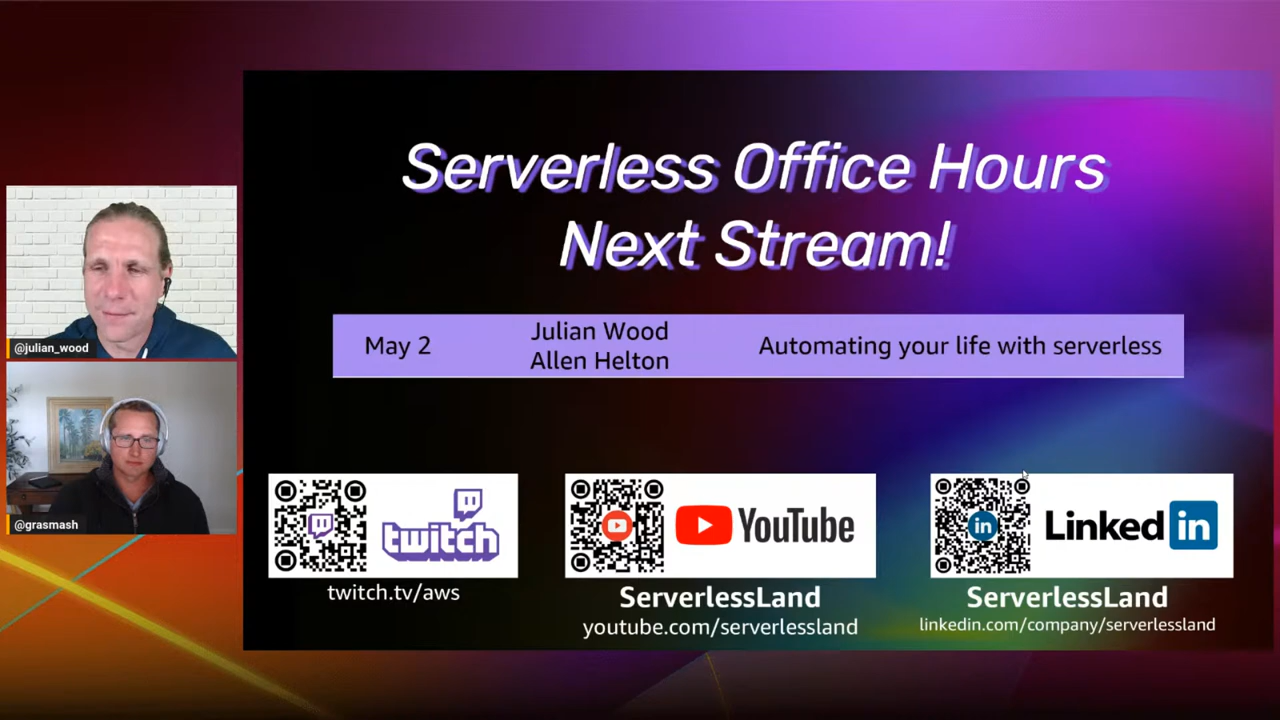 Serverless Office Hours
Next Stream!
May 2
Julian Wood
Allen Helton
Automating your life with serverless
@julian_wood
@grasmash
twitch
twitch.tv/aws
YouTube
ServerlessLand
youtube.com/serverlessland
in
Linked in
ServerlessLand
linkedin.com/company/serverlessland